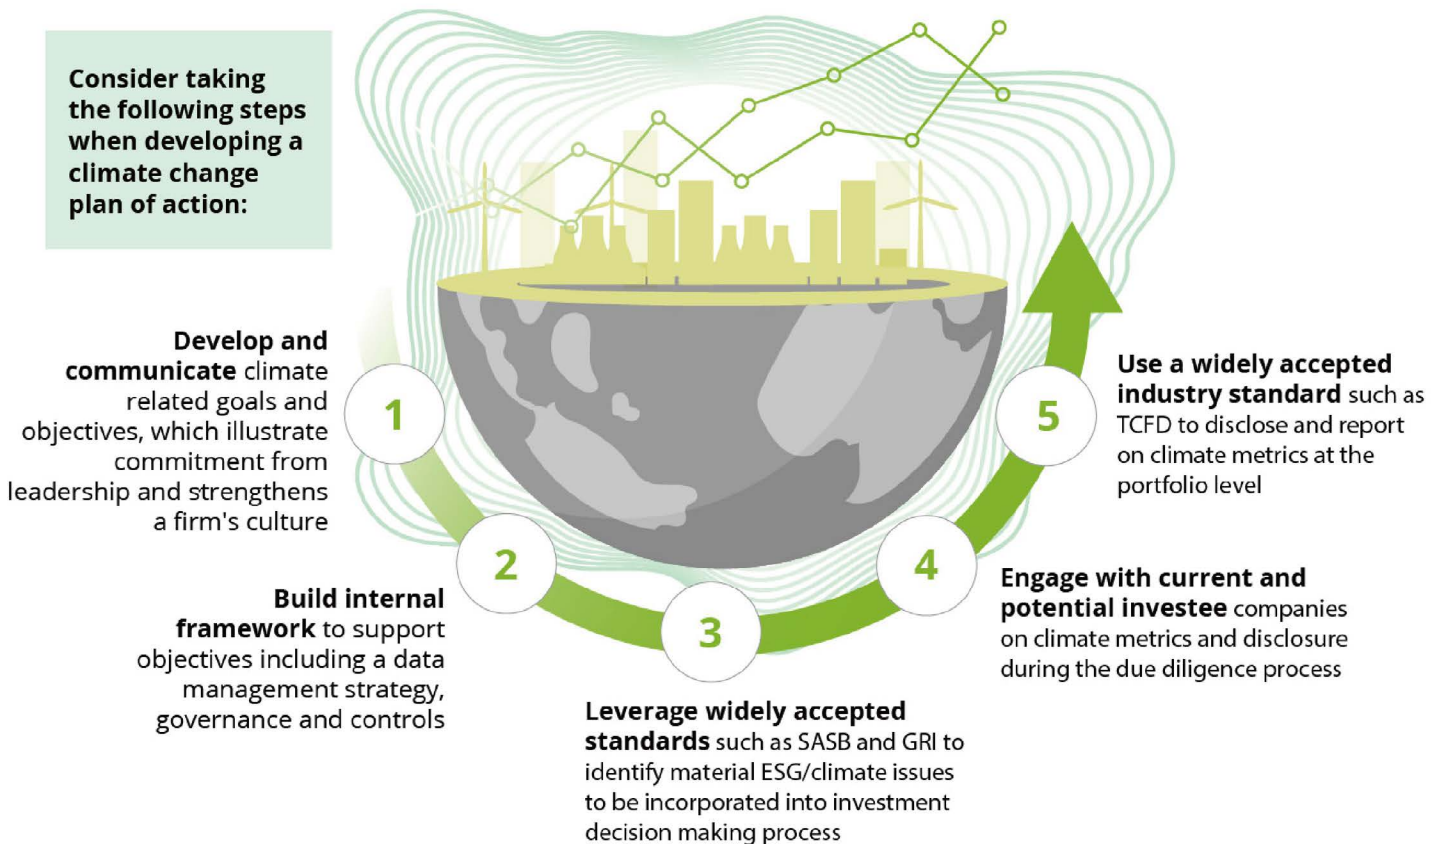 Consider taking
the following steps
when developing a
climate change
plan of action:
1
Develop and
communicate climate
related goals and
objectives, which illustrate
commitment from
leadership and strengthens
a firm's culture
2
Build internal
framework to support
objectives including a data
management strategy,
governance and controls
3
Leverage widely accepted
standards such as SASB and GRI to
identify material ESG/climate issues
to be incorporated into investment
decision making process
4
Engage with current and
potential investee companies
on climate metrics and disclosure
during the due diligence process
5
Use a widely accepted
industry standard such as
TCFD to disclose and report
on climate metrics at the
portfolio level